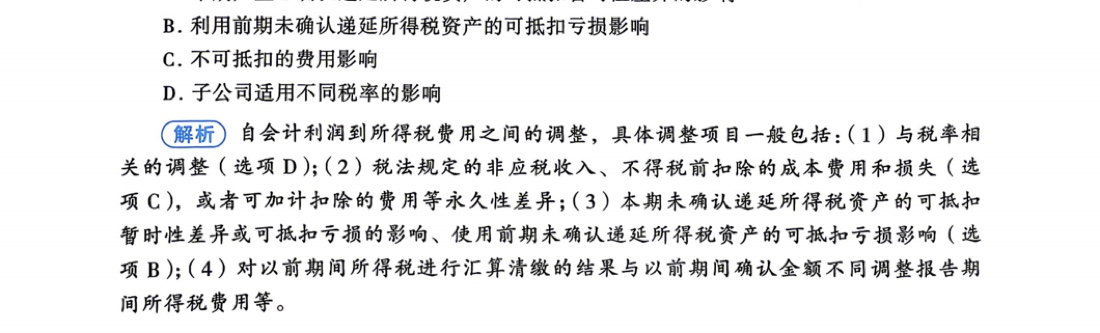 B. 利用前期未确认递延所得税资产的可抵扣亏损影响
C. 不可抵扣的费用影响
D. 子公司适用不同税率的影响
解析 自会计利润到所得税费用之间的调整，具体调整项目一般包括：(1) 与税率相
关的调整（选项 D）；(2) 税法规定的非应税收入、不得税前扣除的成本费用和损失（选
项 C），或者可加计扣除的费用等永久性差异；(3) 本期未确认递延所得税资产的可抵扣
暂时性差异或可抵扣亏损的影响、使用前期未确认递延所得税资产的可抵扣亏损影响（选
项 B）；(4) 对以前期间所得税进行汇算清缴的结果与以前期间确认金额不同调整报告期
间所得税费用等。